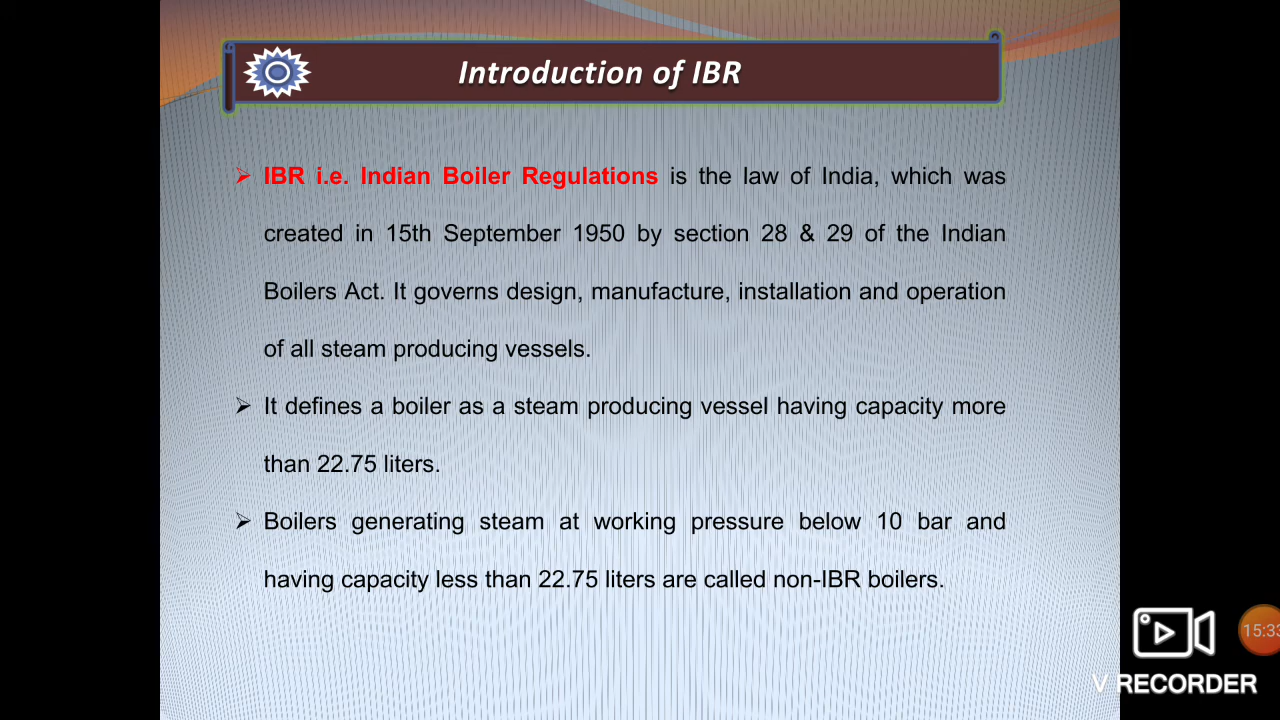 Introduction of IBR
IBR i.e. Indian Boiler Regulations is the law of India, which was
created in 15th September 1950 by section 28 & 29 of the Indian
Boilers Act. It governs design, manufacture, installation and operation
of all steam producing vessels.
It defines a boiler as a steam producing vessel having capacity more
than 22.75 liters.
Boilers generating steam at working pressure below 10 bar and
having capacity less than 22.75 liters are called non-IBR boilers.
15:33
V RECORDER